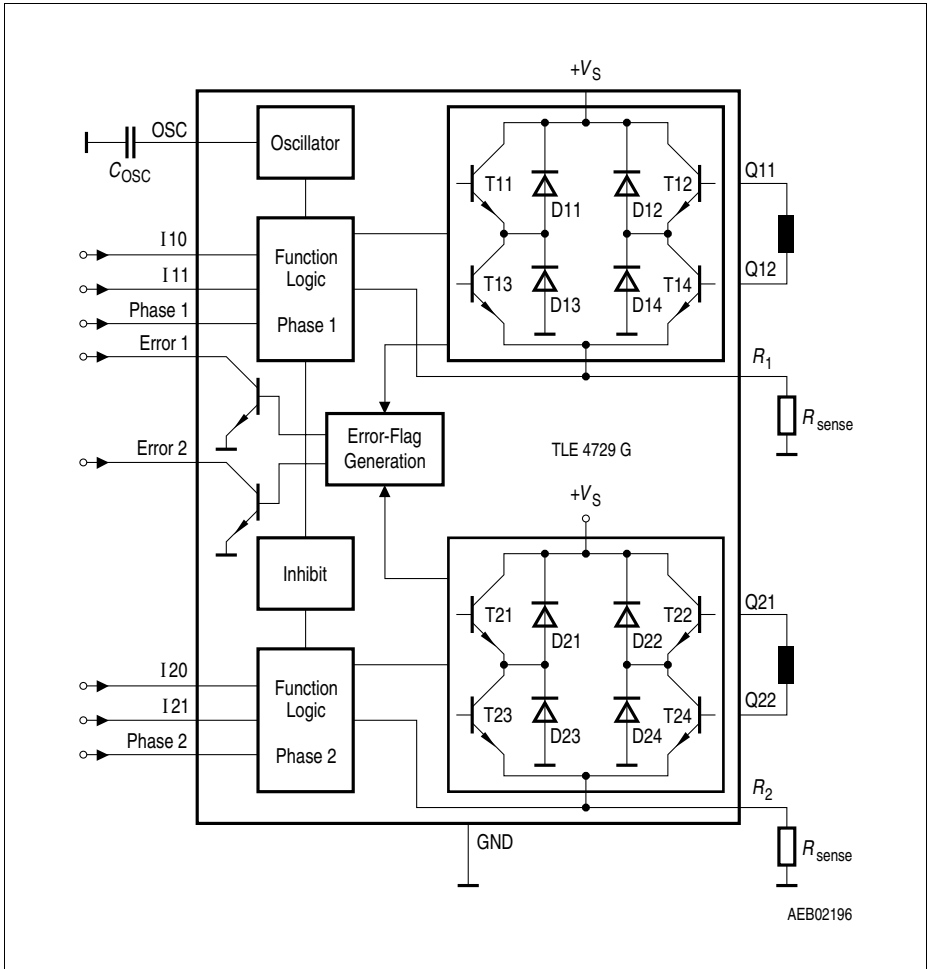 +VS
OSC
COSC
Oscillator
T11
D11
D12
T12
Q11
I10
I11
Phase 1
Error 1
Function
Logic
Phase 1
T13
D13
D14
T14
Q12
R1
Rsense
Error-Flag
Generation
TLE 4729 G
Error 2
+VS
Inhibit
T21
D21
D22
T22
Q21
I20
I21
Phase 2
Function
Logic
Phase 2
T23
D23
D24
T24
Q22
R2
Rsense
GND
AEB02196